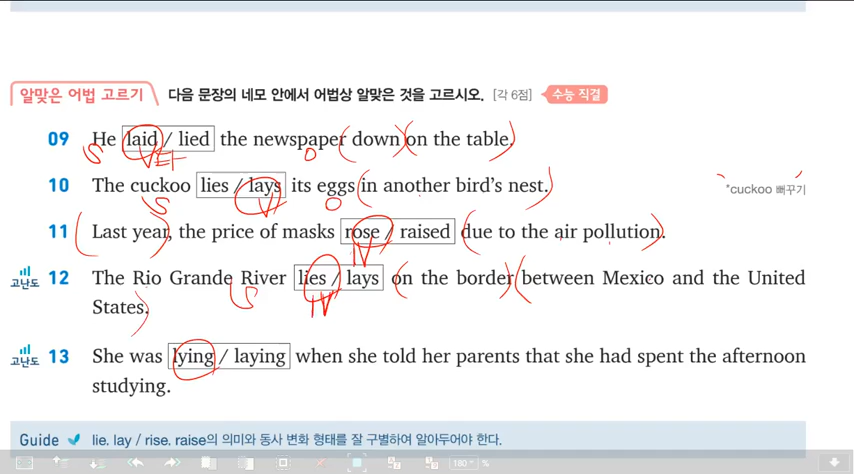 알맞은 어법 고르기 다음 문장의 네모 안에서 어법상 알맞은 것을 고르시오. [각 6점] 수능 직결
09 He laid / lied the newspaper down on the table.
S V ET O
10 The cuckoo lies / lays its eggs in another bird's nest. *cuckoo 뻐꾸기
S V O
11 Last year, the price of masks rose / raised due to the air pollution.
IV
고난도 12 The Rio Grande River lies / lays on the border between Mexico and the United
S IV
States.
고난도 13 She was lying / laying when she told her parents that she had spent the afternoon
studying.
Guide lie. lay / rise. raise의 의미와 동사 변화 형태를 잘 구별하여 알아두어야 한다.
180 %